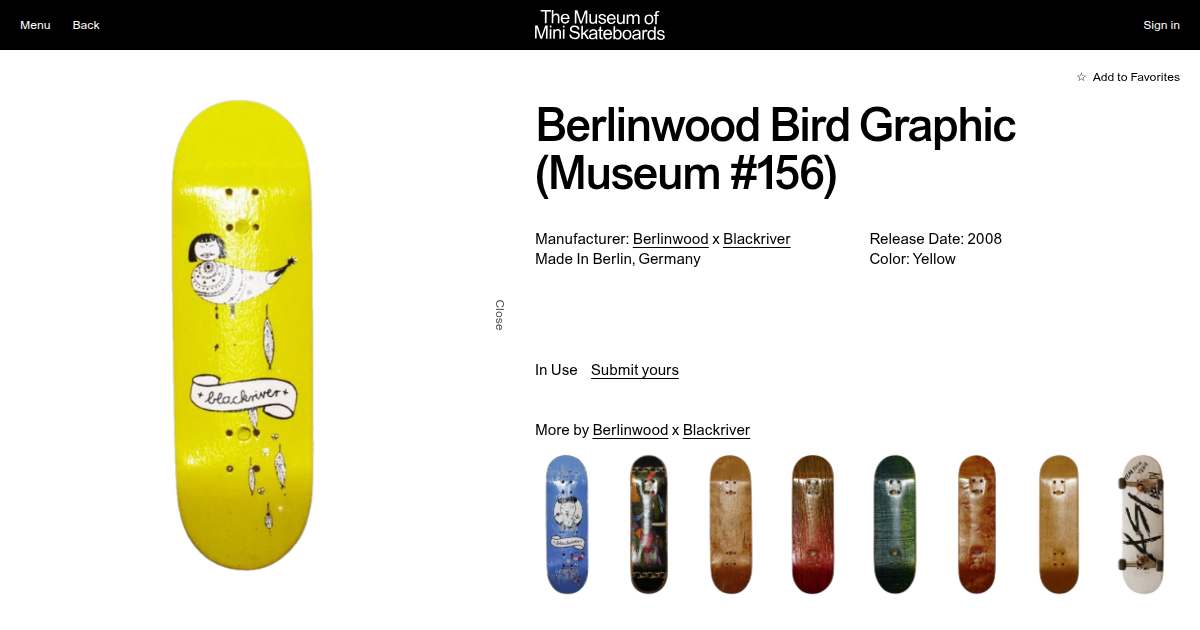 Menu
Back
The Museum of
Mini Skateboards
Sign in
☆ Add to Favorites
Berlinwood Bird Graphic
(Museum #156)
Manufacturer: Berlinwood x Blackriver
Made In Berlin, Germany
Release Date: 2008
Color: Yellow
blackriver
Close
In Use
Submit yours
More by Berlinwood x Blackriver
blackriver